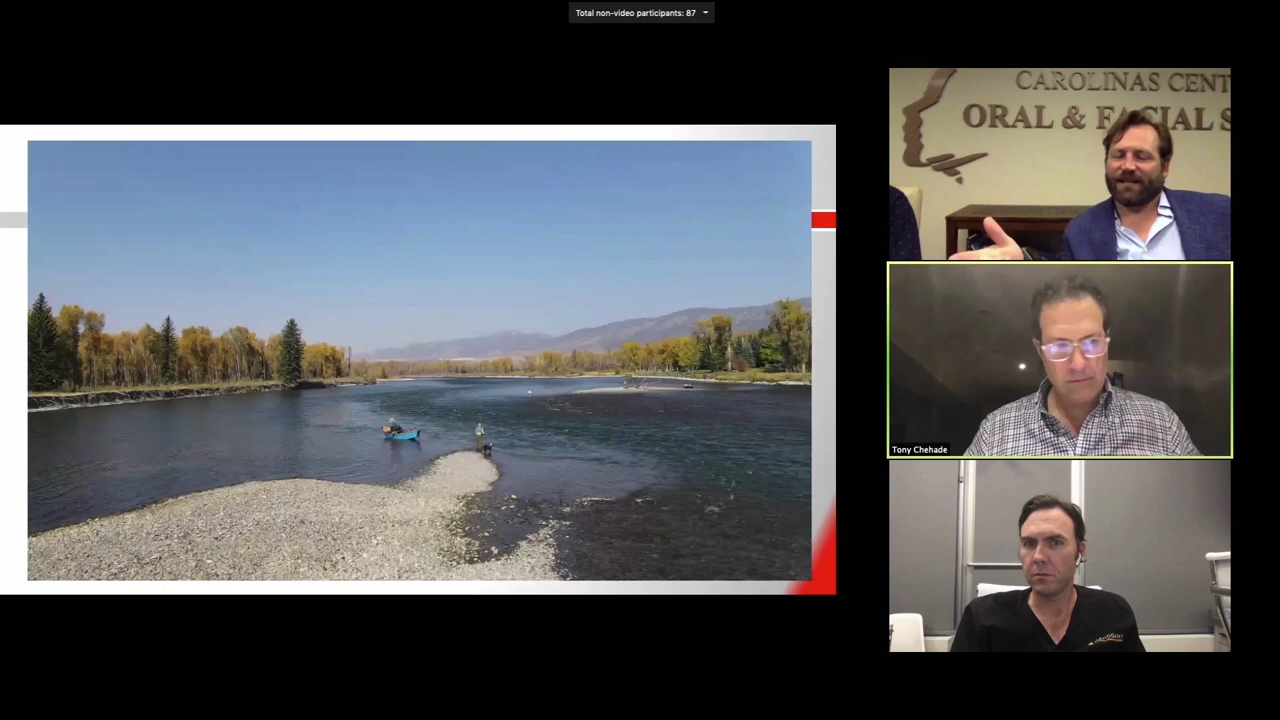 Total non-video participants: 87
CAROLINAS CENT
ORAL & FACIAL S
Tony Chehade